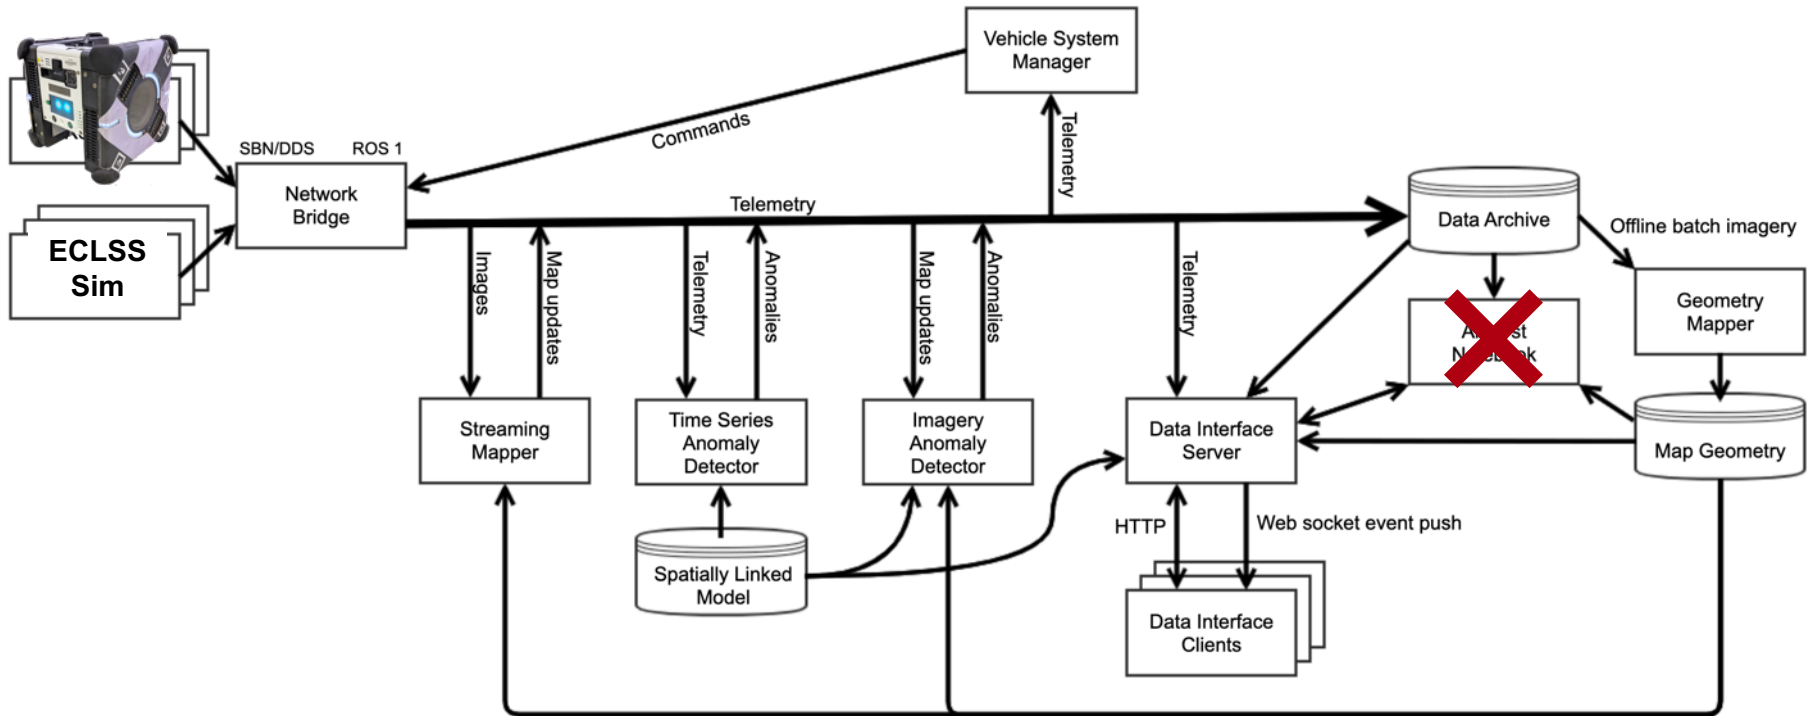 Vehicle System
Manager
Commands
Telemetry
SBN/DDS
ROS 1
Network
Bridge
ECLSS
Sim
Telemetry
Data Archive
Offline batch imagery
Geometry
Mapper
Images
Map updates
Telemetry
Anomalies
Map updates
Anomalies
Telemetry
Streaming
Mapper
Time Series
Anomaly
Detector
Imagery
Anomaly
Detector
Data Interface
Server
Map Geometry
HTTP
Web socket event push
Spatially Linked
Model
Data Interface
Clients